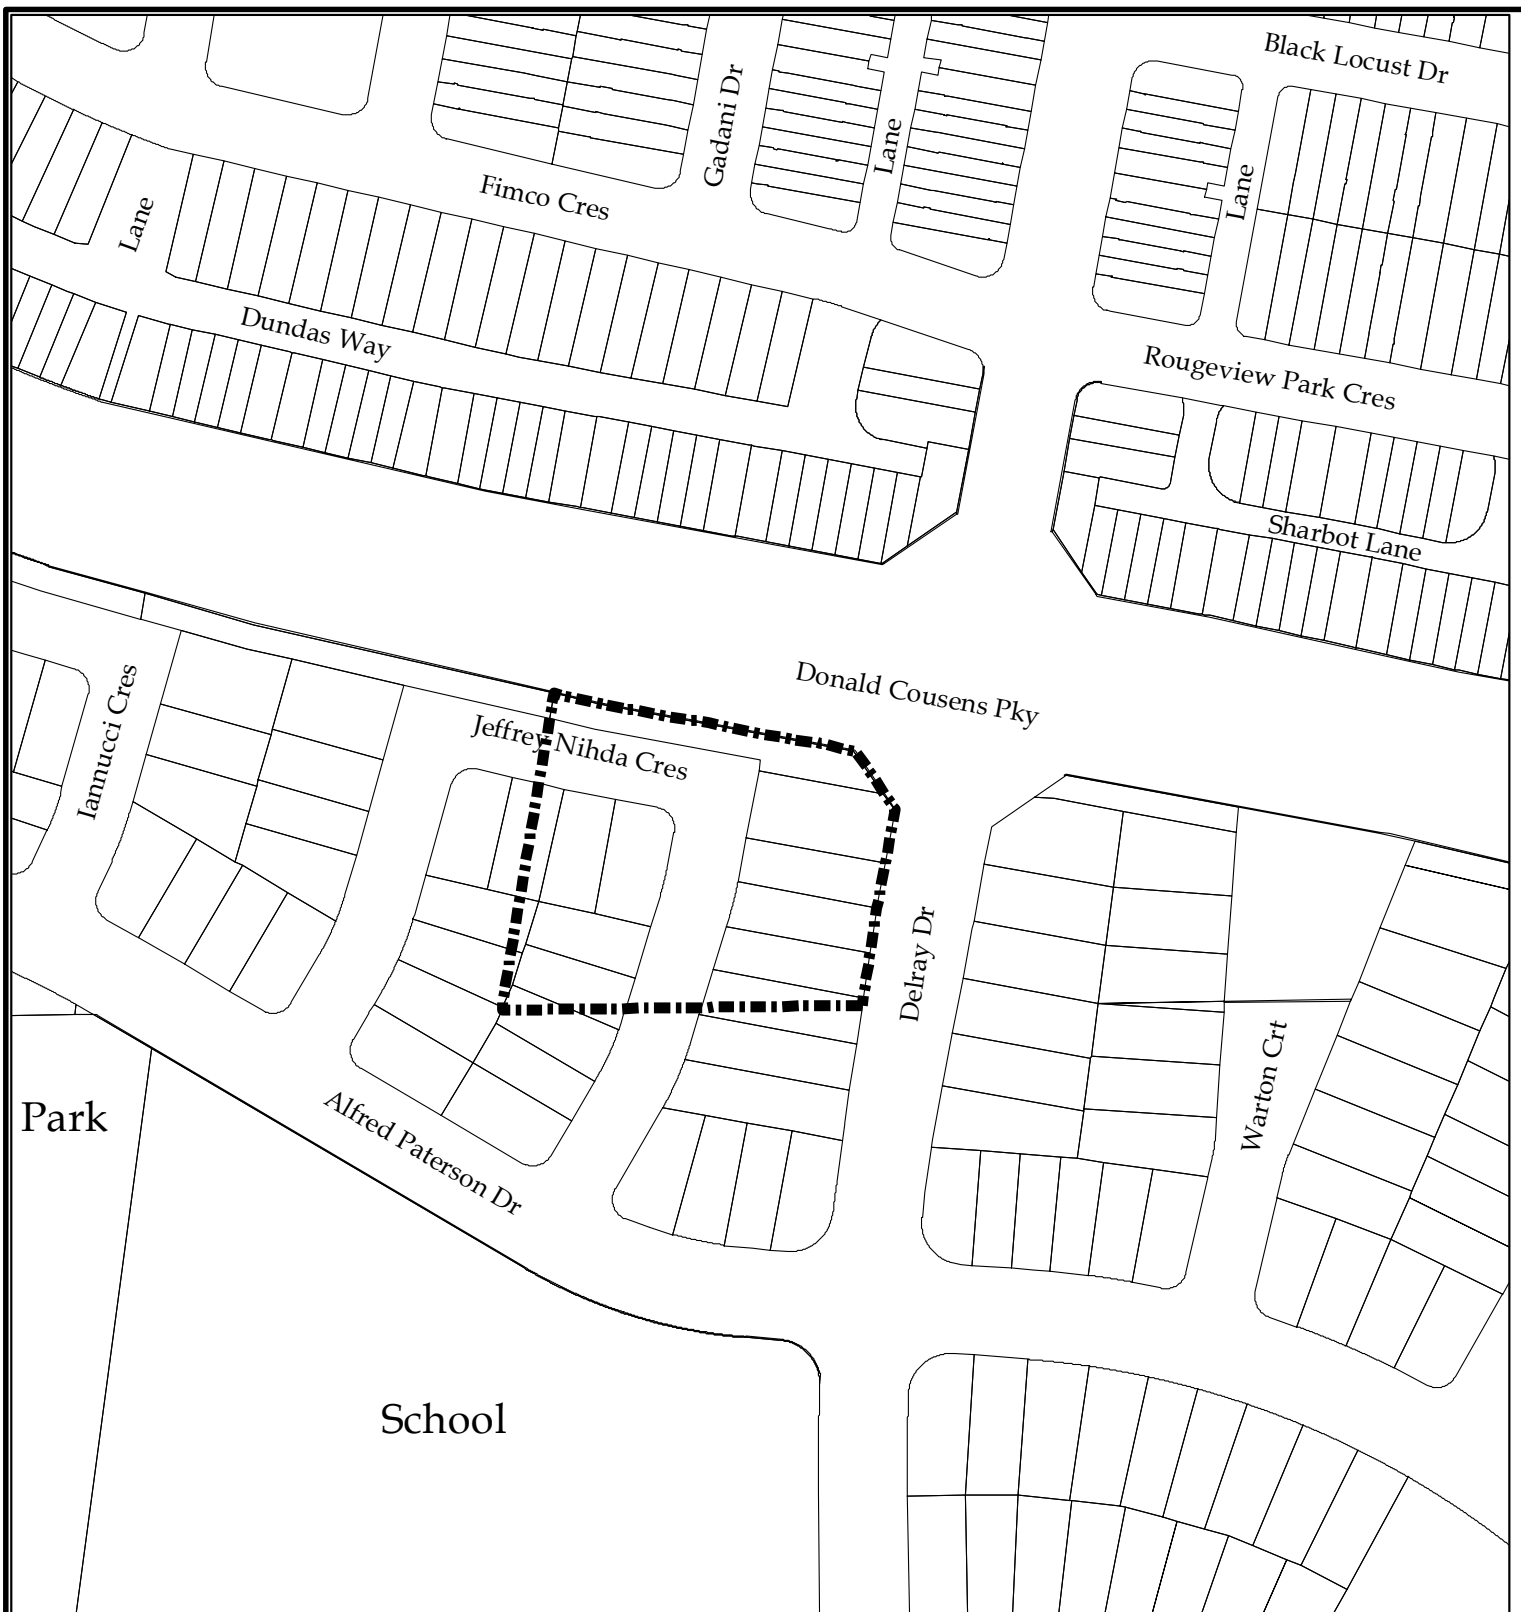 Black Locust Dr
Gadani Dr
Lane
Lane
Fimco Cres
Lane
Dundas Way
Rougeview Park Cres
Sharbot Lane
Donald Cousens Pky
Iannucci Cres
Jeffrey Nihda Cres
Delray Dr
Warton Crt
Park
Alfred Paterson Dr
School